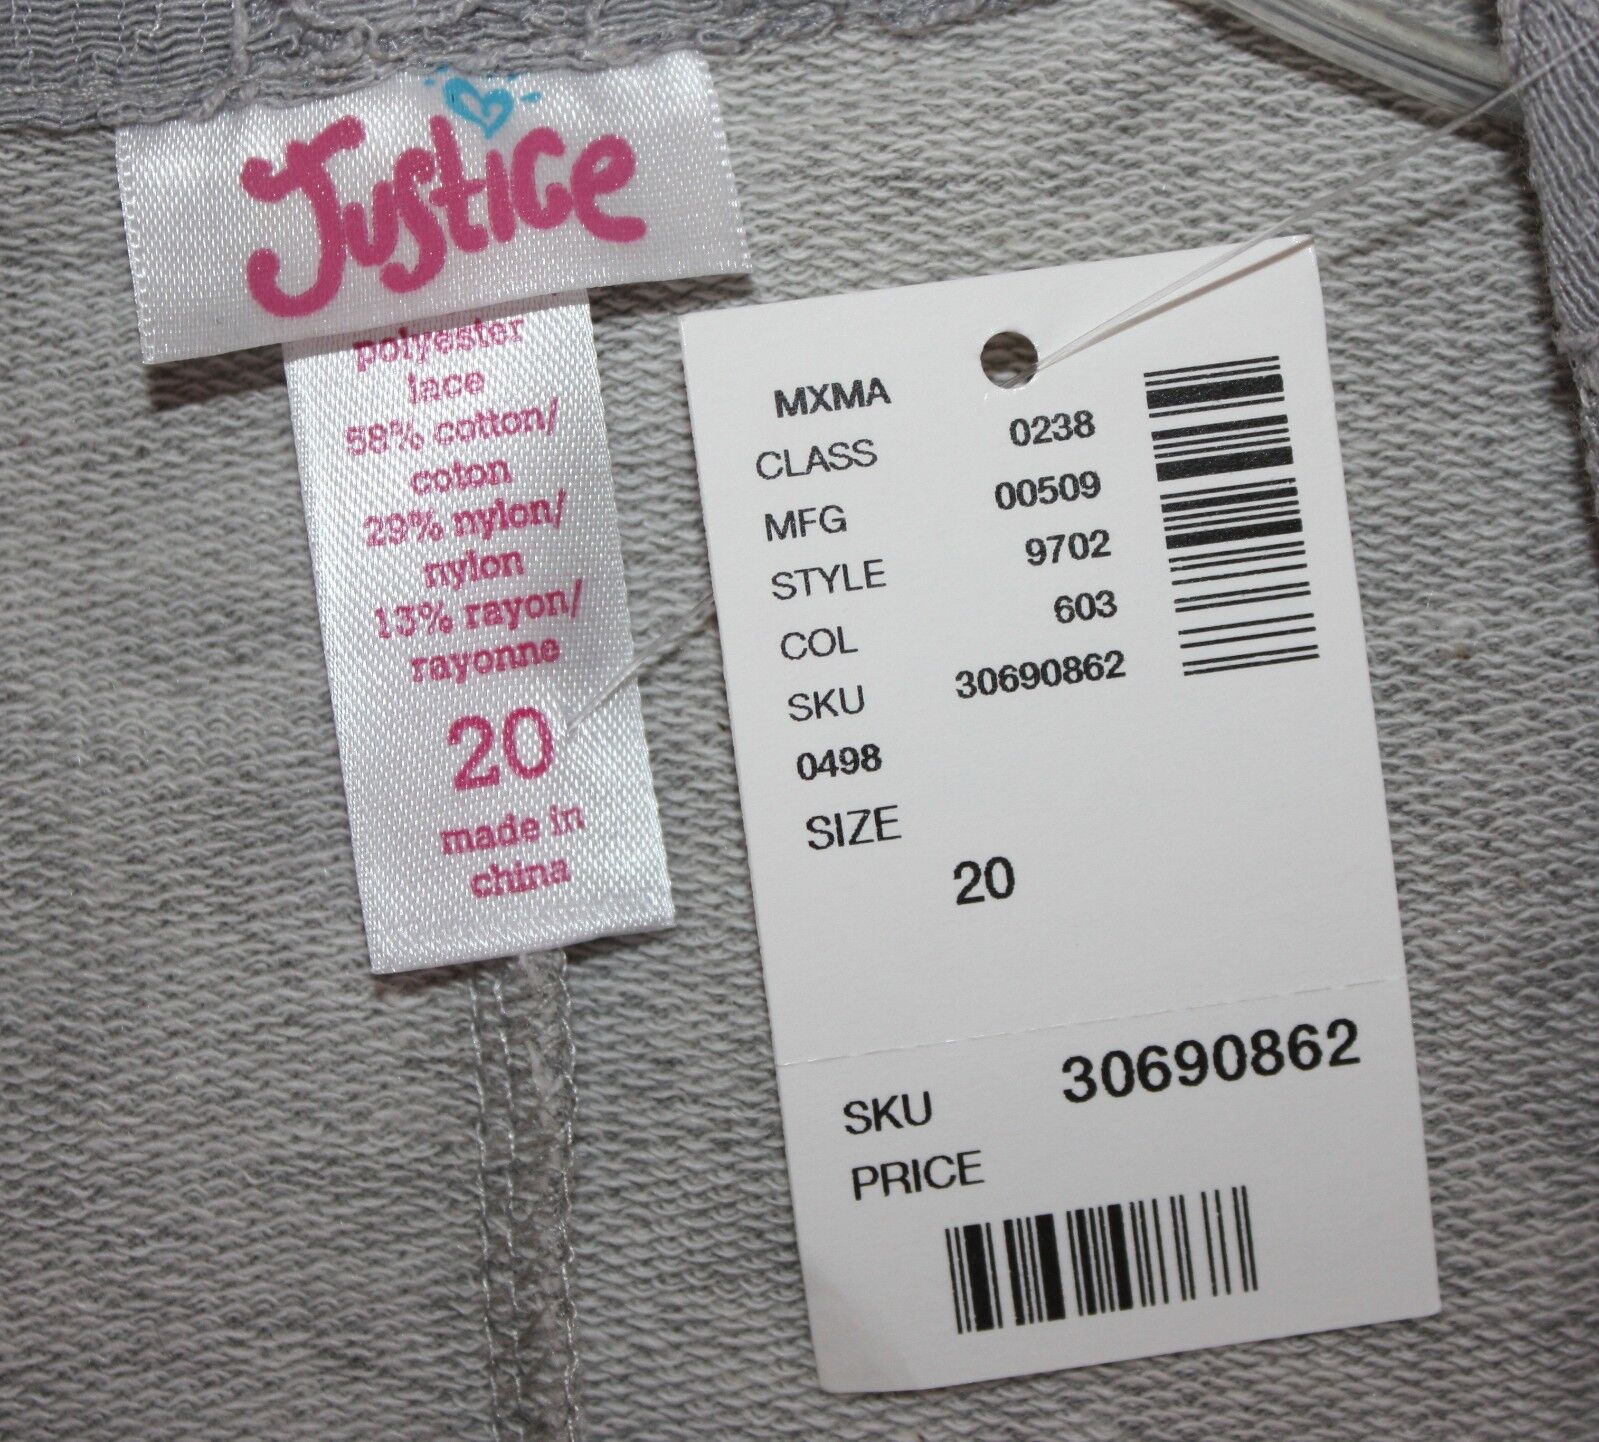 Justice
polyester
lace
58% cotton/
coton
29% nylon/
nylon
13% rayon/
rayonne
20
made in
china
MXMA
CLASS 0238
MFG 00509
STYLE 9702
COL 603
SKU 30690862
0498
SIZE
20
SKU 30690862
PRICE